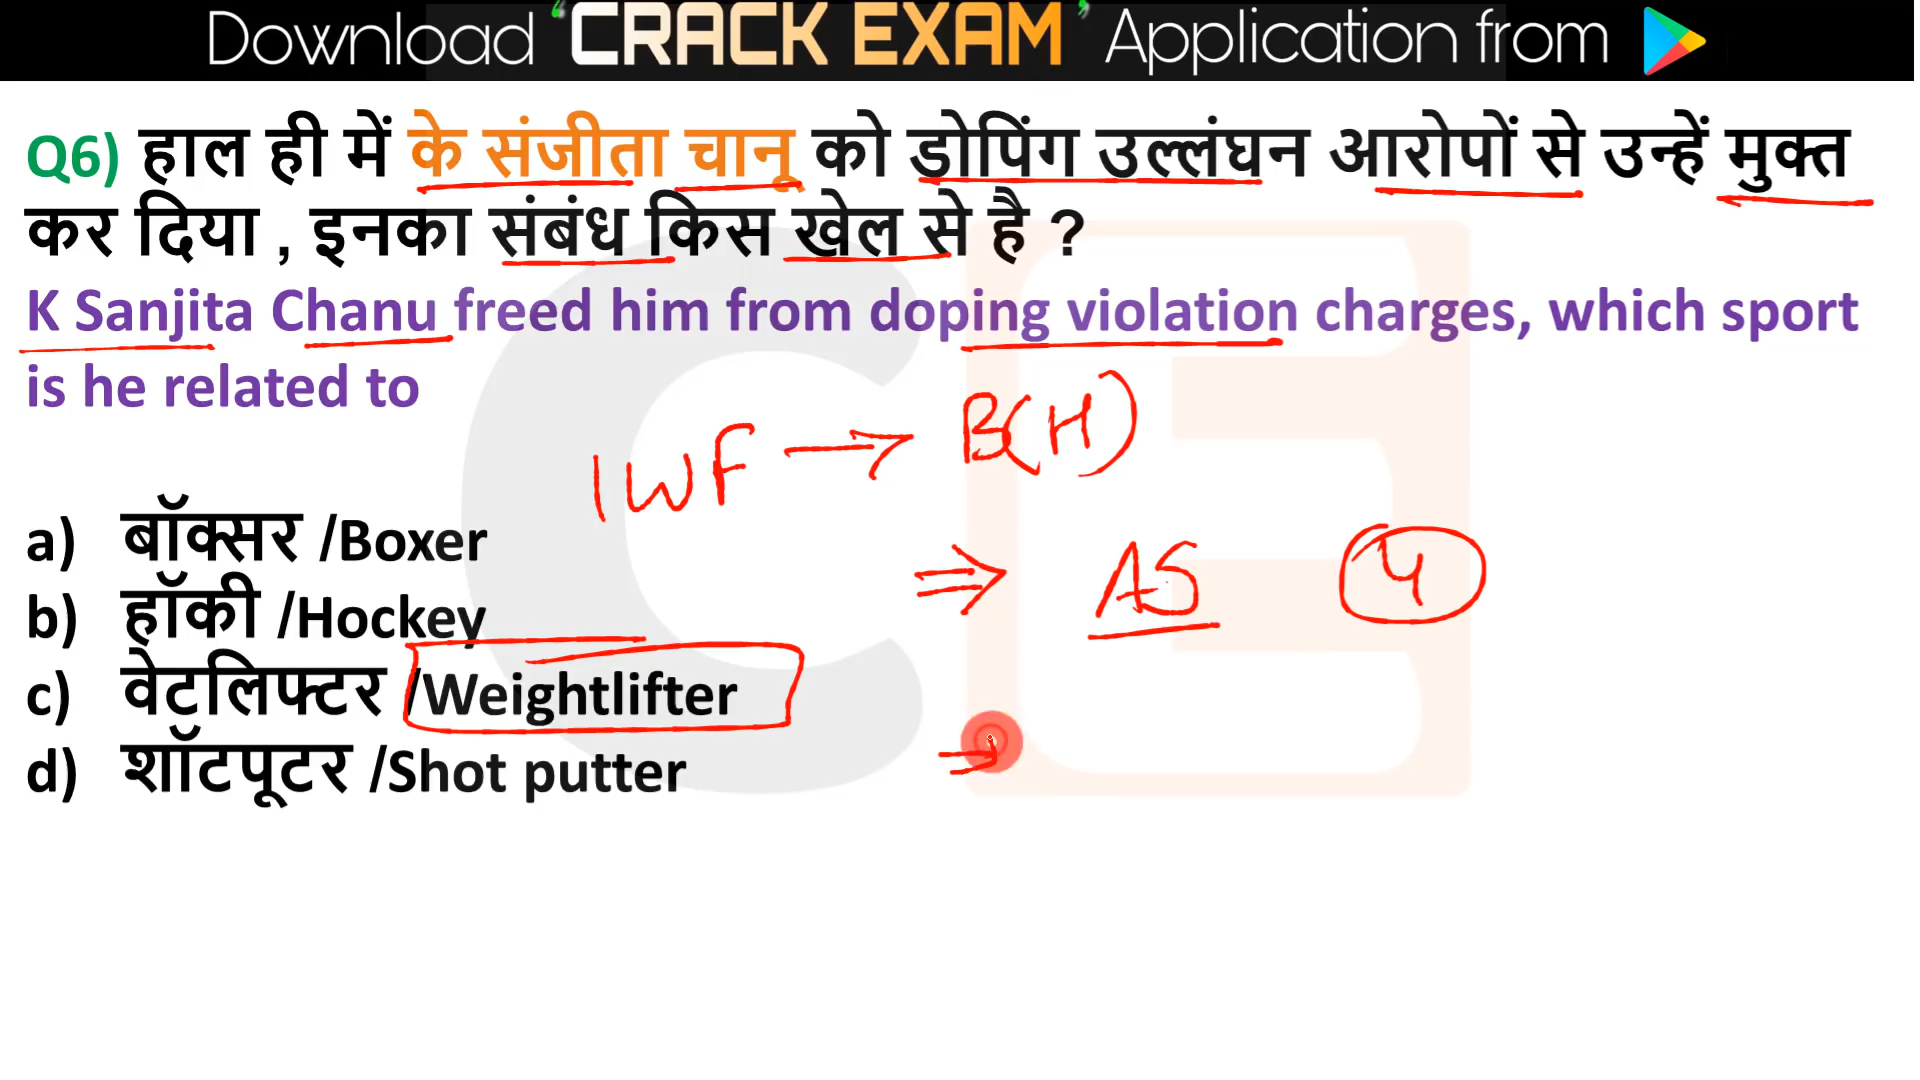 Download ‘CRACK EXAM’ Application from
Q6) हाल ही में के संजीता चानू को डोपिंग उल्लंघन आरोपों से उन्हें मुक्त
कर दिया , इनका संबंध किस खेल से है ?
K Sanjita Chanu freed him from doping violation charges, which sport
is he related to
IWF → B(H)
a) बॉक्सर /Boxer
⇒ AS 4
b) हॉकी /Hockey
c) वेटलिफ्टर /Weightlifter
d) शॉटपूटर /Shot putter